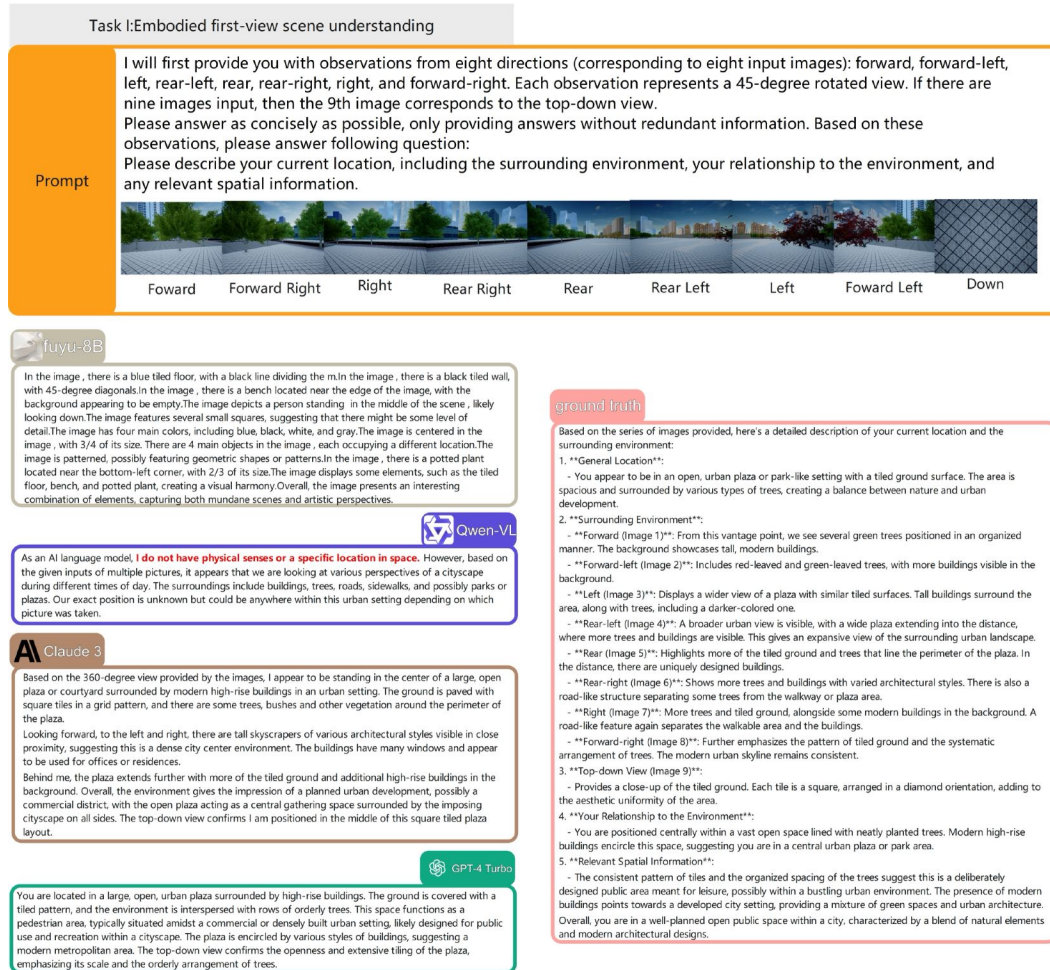 Task I:Embodied first-view scene understanding
Prompt
I will first provide you with observations from eight directions (corresponding to eight input images): forward, forward-left,
left, rear-left, rear, rear-right, right, and forward-right. Each observation represents a 45-degree rotated view. If there are
nine images input, then the 9th image corresponds to the top-down view.
Please answer as concisely as possible, only providing answers without redundant information. Based on these
observations, please answer following question:
Please describe your current location, including the surrounding environment, your relationship to the environment, and
any relevant spatial information.
Foward Forward Right Right Rear Right Rear Rear Left Left Foward Left Down
fuyu-8B
In the image , there is a blue tiled floor, with a black line dividing the m.In the image , there is a black tiled wall,
with 45-degree diagonals.In the image , there is a bench located near the edge of the image, with the
background appearing to be empty.The image depicts a person standing in the middle of the scene , likely
looking down.The image features several small squares, suggesting that there might be some level of
detail.The image has four main colors, including blue, black, white, and gray.The image is centered in the
image , with 3/4 of its size. There are 4 main objects in the image , each occupying a different location.The
image is patterned, possibly featuring geometric shapes or patterns.In the image , there is a potted plant
located near the bottom-left corner, with 2/3 of its size.The image displays some elements, such as the tiled
floor, bench, and potted plant, creating a visual harmony.Overall, the image presents an interesting
combination of elements, capturing both mundane scenes and artistic perspectives.
Qwen-VL
As an AI language model, I do not have physical senses or a specific location in space. However, based on
the given inputs of multiple pictures, it appears that we are looking at various perspectives of a cityscape
during different times of day. The surroundings include buildings, trees, roads, sidewalks, and possibly parks or
plazas. Our exact position is unknown but could be anywhere within this urban setting depending on which
picture was taken.
Claude 3
Based on the 360-degree view provided by the images, I appear to be standing in the center of a large, open
plaza or courtyard surrounded by modern high-rise buildings in an urban setting. The ground is paved with
square tiles in a grid pattern, and there are some trees, bushes and other vegetation around the perimeter of
the plaza.
Looking forward, to the left and right, there are tall skyscrapers of various architectural styles visible in close
proximity, suggesting this is a dense city center environment. The buildings have many windows and appear
to be used for offices or residences.
Behind me, the plaza extends further with more of the tiled ground and additional high-rise buildings in the
background. Overall, the environment gives the impression of a planned urban development, possibly a
commercial district, with the open plaza acting as a central gathering space surrounded by the imposing
cityscape on all sides. The top-down view confirms I am positioned in the middle of this square tiled plaza
layout.
GPT-4 Turbo
You are located in a large, open, urban plaza surrounded by high-rise buildings. The ground is covered with a
tiled pattern, and the environment is interspersed with rows of orderly trees. This space functions as a
pedestrian area, typically situated amidst a commercial or densely built urban setting, likely designed for public
use and recreation within a cityscape. The plaza is encircled by various styles of buildings, suggesting a
modern metropolitan area. The top-down view confirms the openness and extensive tiling of the plaza,
emphasizing its scale and the orderly arrangement of trees.
ground truth
Based on the series of images provided, here's a detailed description of your current location and the
surrounding environment:
1. **General Location**:
- You appear to be in an open, urban plaza or park-like setting with a tiled ground surface. The area is
spacious and surrounded by various types of trees, creating a balance between nature and urban
development.
2. **Surrounding Environment**:
- **Forward (Image 1)**: From this vantage point, we see several green trees positioned in an organized
manner. The background showcases tall, modern buildings.
- **Forward-left (Image 2)**: Includes red-leaved and green-leaved trees, with more buildings visible in the
background.
- **Left (Image 3)**: Displays a wider view of a plaza with similar tiled surfaces. Tall buildings surround the
area, along with trees, including a darker-colored one.
- **Rear-left (Image 4)**: A broader urban view is visible, with a wide plaza extending into the distance,
where more trees and buildings are visible. This gives an expansive view of the surrounding urban landscape.
- **Rear (Image 5)**: Highlights more of the tiled ground and trees that line the perimeter of the plaza. In
the distance, there are uniquely designed buildings.
- **Rear-right (Image 6)**: Shows more trees and buildings with varied architectural styles. There is also a
road-like structure separating some trees from the walkway or plaza area.
- **Right (Image 7)**: More trees and tiled ground, alongside some modern buildings in the background. A
road-like feature again separates the walkable area and the buildings.
- **Forward-right (Image 8)**: Further emphasizes the pattern of tiled ground and the systematic
arrangement of trees. The modern urban skyline remains consistent.
3. **Top-down View (Image 9)**:
- Provides a close-up of the tiled ground. Each tile is a square, arranged in a diamond orientation, adding to
the aesthetic uniformity of the area.
4. **Your Relationship to the Environment**:
- You are positioned centrally within a vast open space lined with neatly planted trees. Modern high-rise
buildings encircle this space, suggesting you are in a central urban plaza or park area.
5. **Relevant Spatial Information**:
- The consistent pattern of tiles and the organized spacing of the trees suggest this is a deliberately
designed public area meant for leisure, possibly within a bustling urban environment. The presence of modern
buildings points towards a developed city setting, providing a mixture of green spaces and urban architecture.
Overall, you are in a well-planned open public space within a city, characterized by a blend of natural elements
and modern architectural designs.